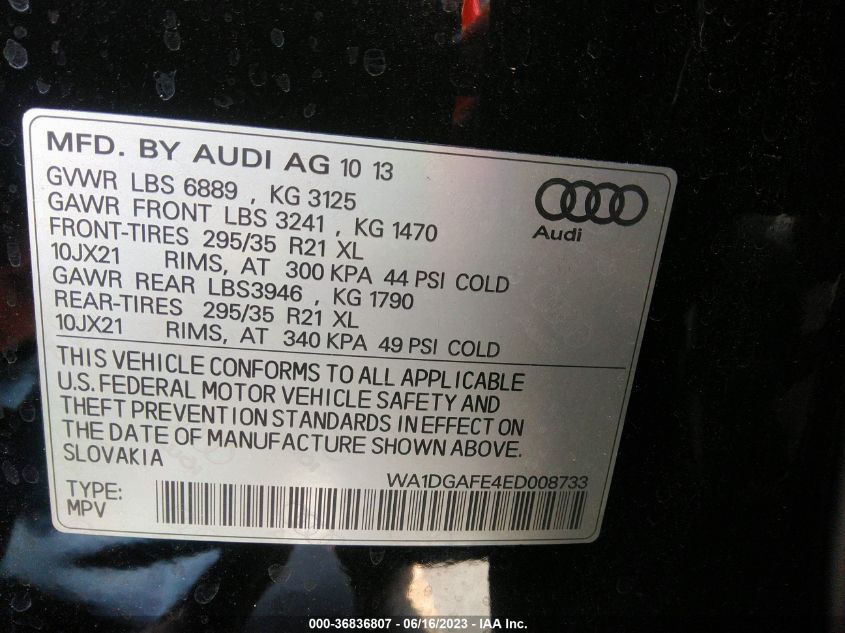 MFD. BY AUDI AG 10 13
GVWR LBS 6889 , KG 3125
GAWR FRONT LBS 3241 , KG 1470
FRONT-TIRES 295/35 R21 XL
10JX21 RIMS, AT 300 KPA 44 PSI COLD
GAWR REAR LBS3946 , KG 1790
REAR-TIRES 295/35 R21 XL
10JX21 RIMS, AT 340 KPA 49 PSI COLD
Audi
THIS VEHICLE CONFORMS TO ALL APPLICABLE
U.S. FEDERAL MOTOR VEHICLE SAFETY AND
THEFT PREVENTION STANDARDS IN EFFECT ON
THE DATE OF MANUFACTURE SHOWN ABOVE.
SLOVAKIA
WA1DGAFE4ED008733
TYPE:
MPV
000-36836807 - 06/16/2023 - IAA Inc.